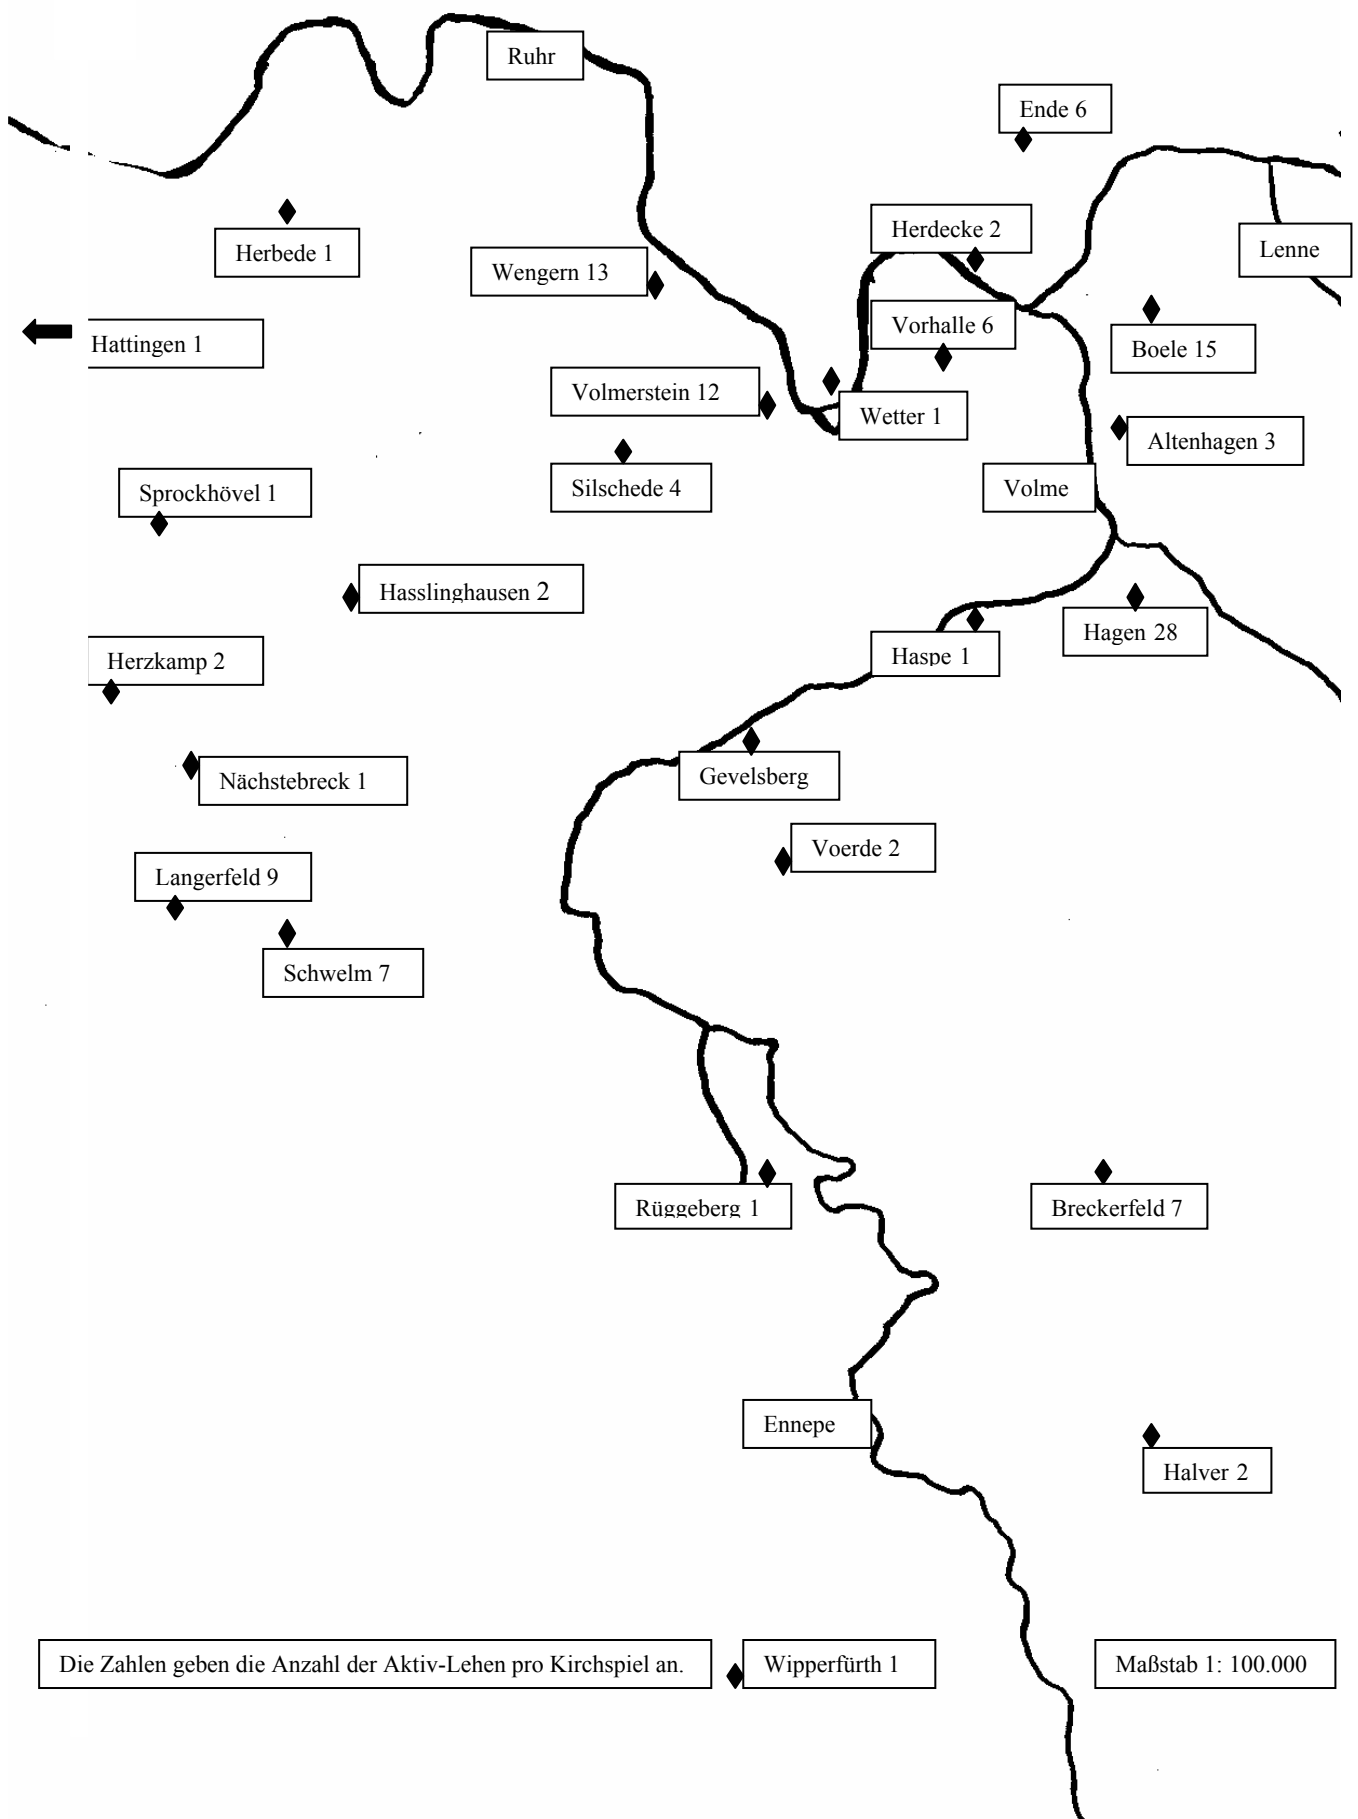 Ruhr
Ende 6
Herdecke 2
Herbede 1
Wengern 13
Lenne
Vorhalle 6
Hattingen 1
Boele 15
Volmerstein 12
Wetter 1
Altenhagen 3
Sprockhövel 1
Silschede 4
Volme
Hasslinghausen 2
Hagen 28
Herzkamp 2
Haspe 1
Nächstebreck 1
Gevelsberg
Voerde 2
Langerfeld 9
Schwelm 7
Rüggeberg 1
Breckerfeld 7
Ennepe
Halver 2
Die Zahlen geben die Anzahl der Aktiv-Lehen pro Kirchspiel an.
Wipperfürth 1
Maßstab 1: 100.000